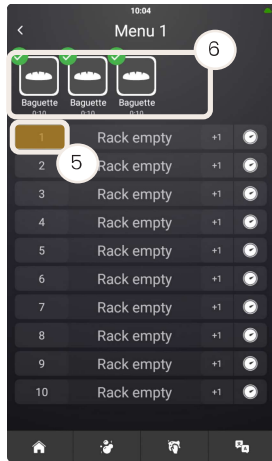 10:04
Menu 1
6
Baguette Baguette Baguette
0:10 0:10 0:10
1 Rack empty +1
5
2 Rack empty +1
3 Rack empty +1
4 Rack empty +1
5 Rack empty +1
6 Rack empty +1
7 Rack empty +1
8 Rack empty +1
9 Rack empty +1
10 Rack empty +1